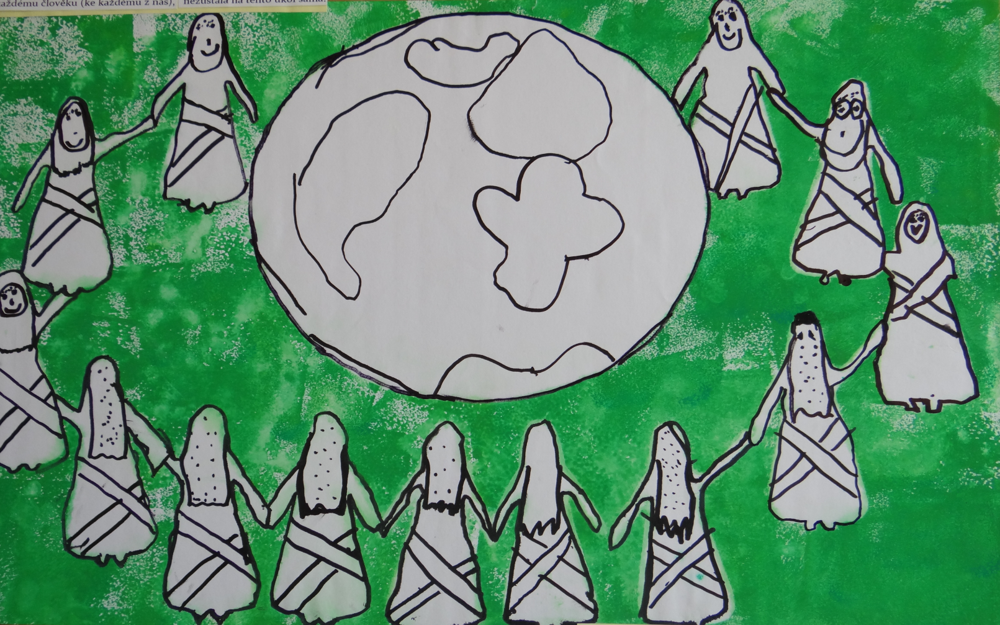 každému člověku (ke každému z nás), nezůstala na tento úkol sama.